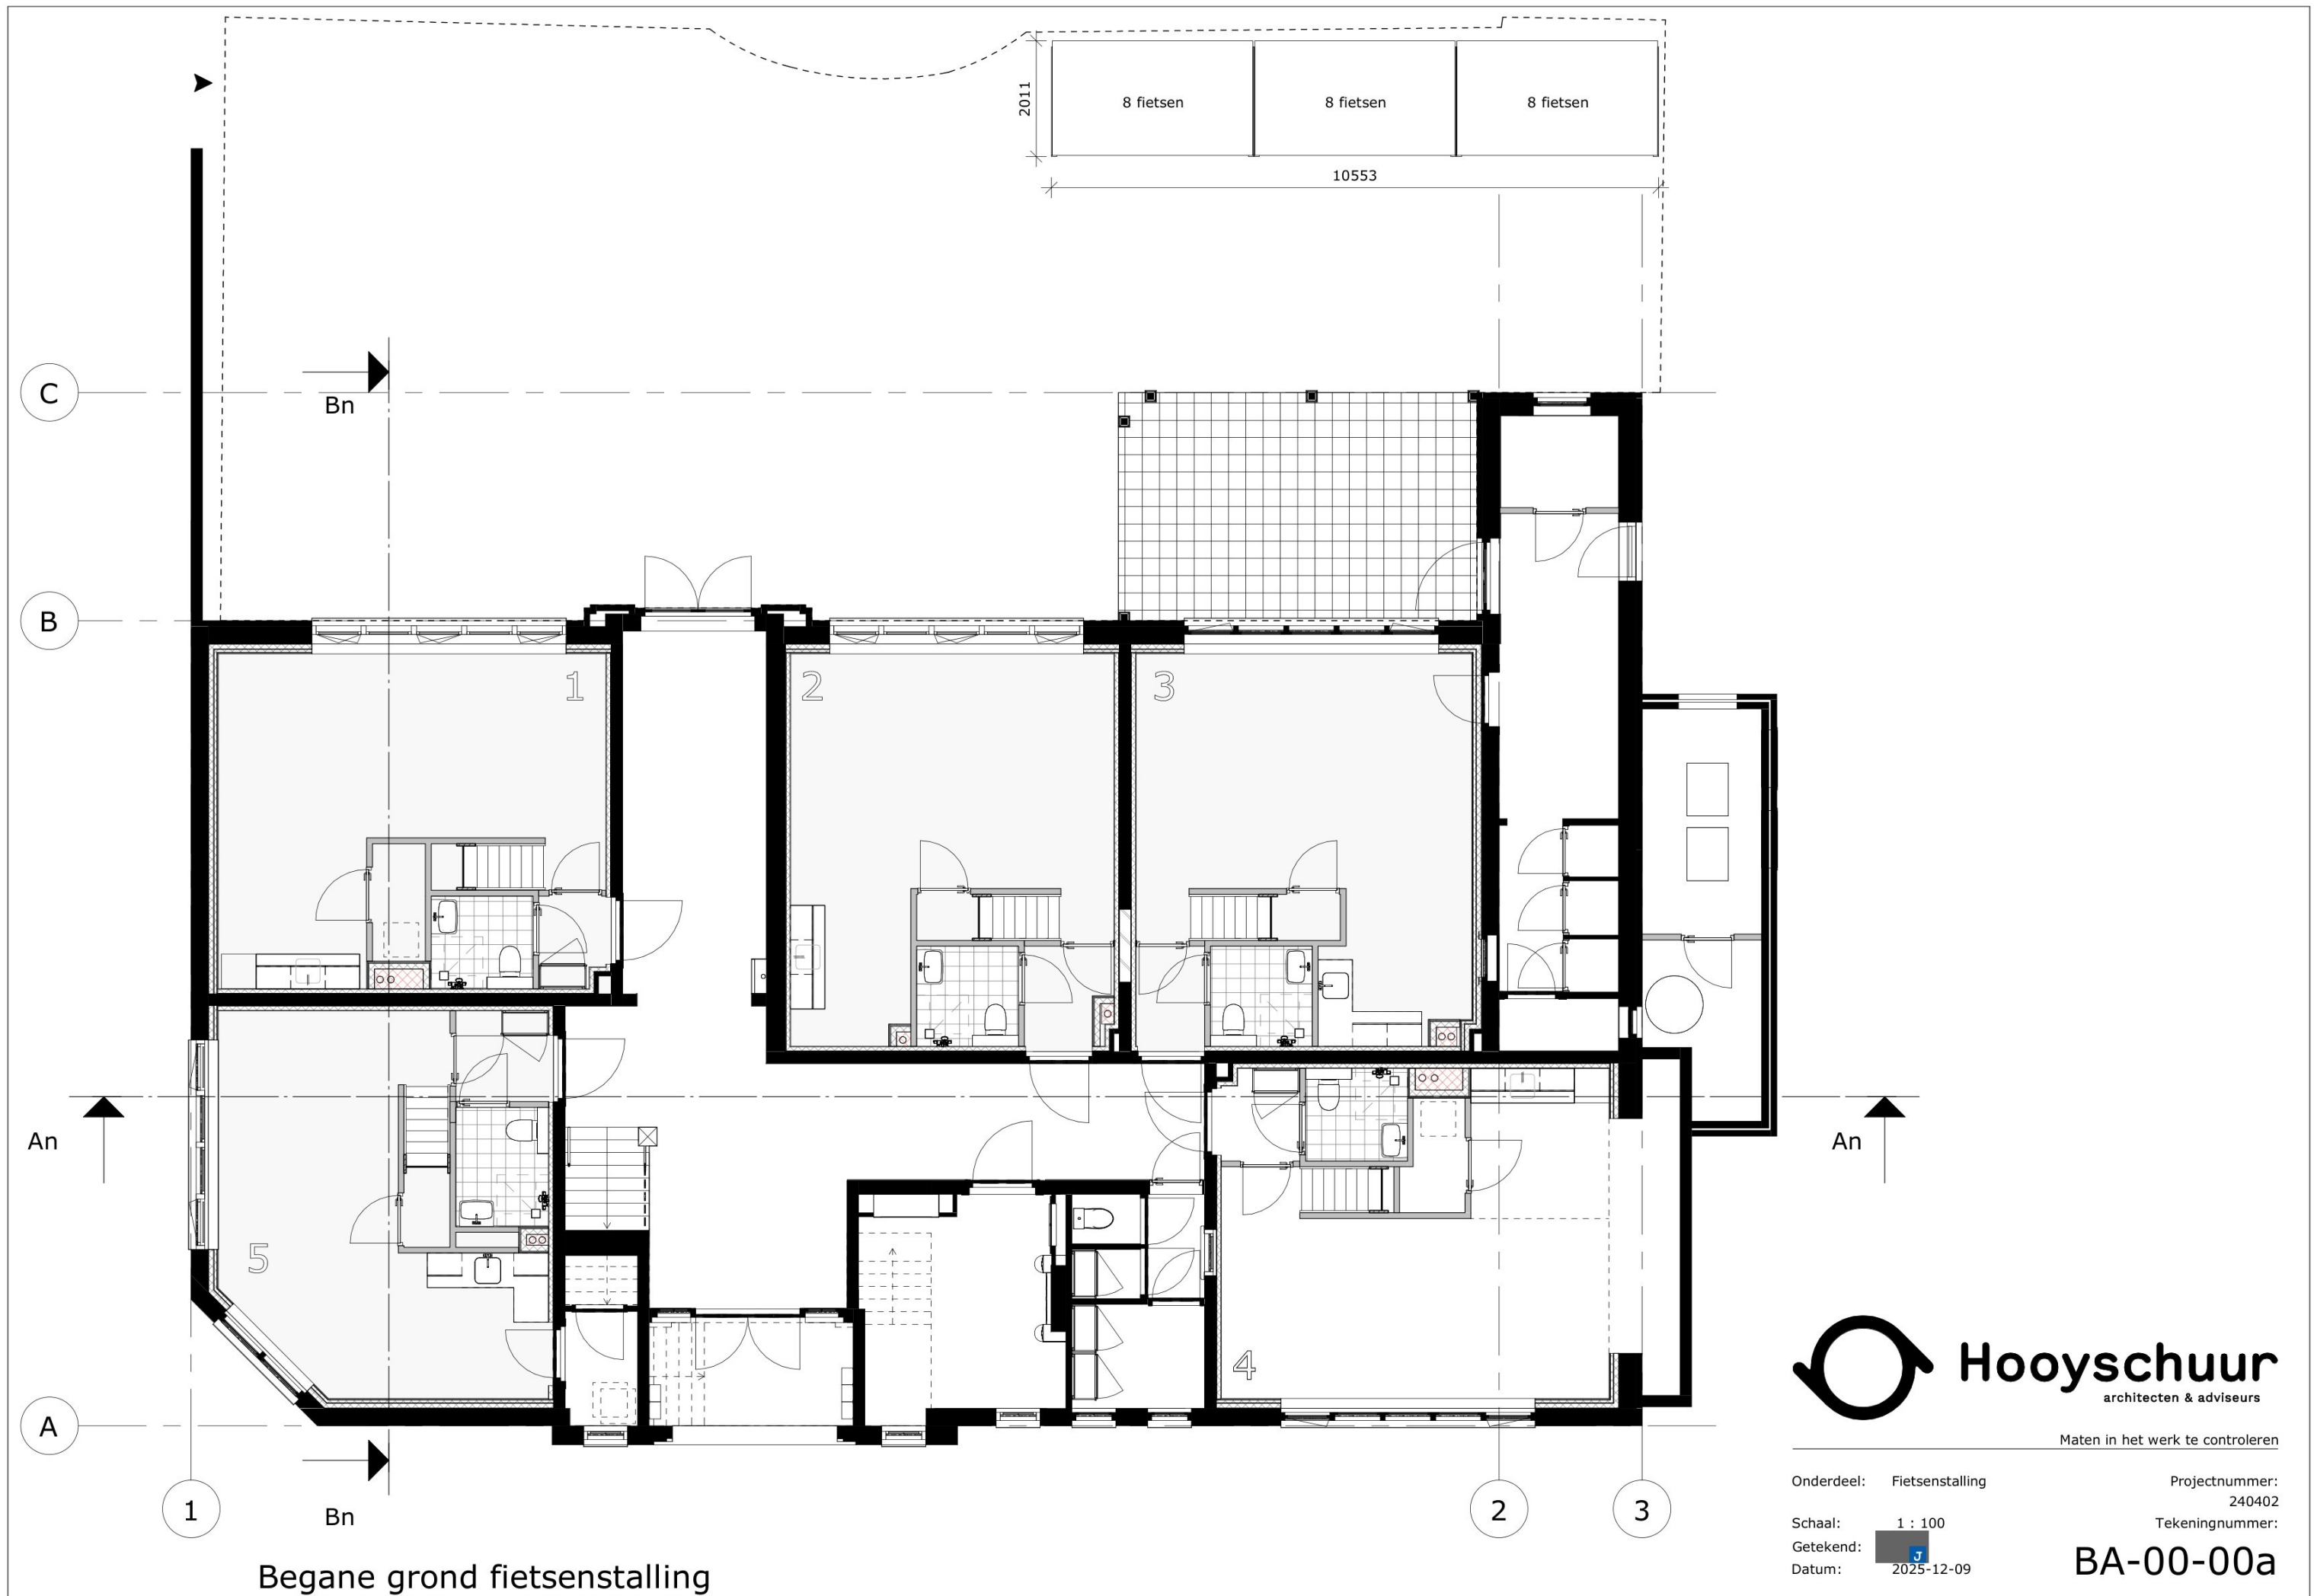 8 fietsen
8 fietsen
8 fietsen
2011
10553
C
Bn
B
1
2
3
An
An
5
4
A
1
Bn
2
3
Begane grond fietsenstalling
Hooyschuur
architecten & adviseurs
Maten in het werk te controleren
Onderdeel: Fietsenstalling
Projectnummer:
240402
Schaal: 1 : 100
Tekeningnummer:
Getekend:
J
Datum: 2025-12-09
BA-00-00a